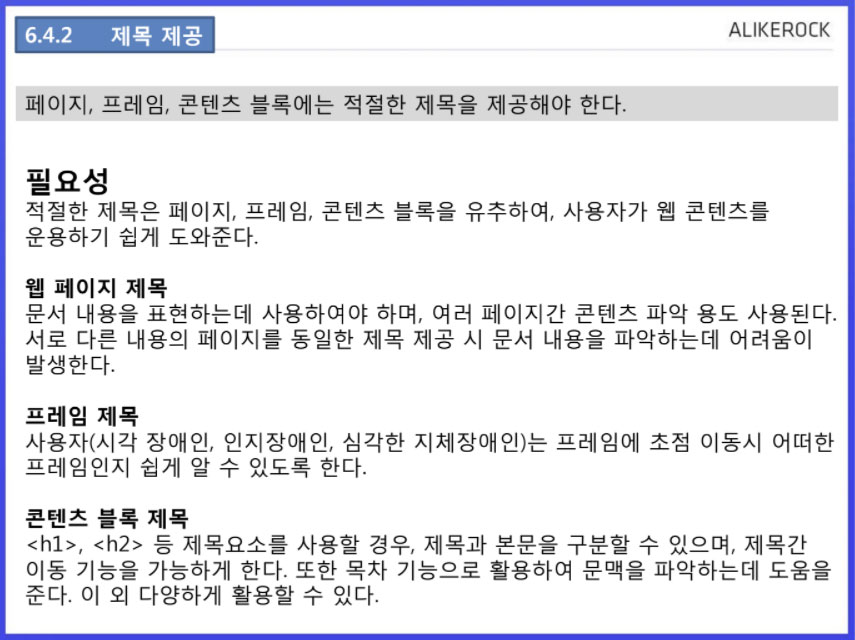 6.4.2 제목 제공
ALIKEROCK
페이지, 프레임, 콘텐츠 블록에는 적절한 제목을 제공해야 한다.
필요성
적절한 제목은 페이지, 프레임, 콘텐츠 블록을 유추하여, 사용자가 웹 콘텐츠를
운용하기 쉽게 도와준다.
웹 페이지 제목
문서 내용을 표현하는데 사용하여야 하며, 여러 페이지간 콘텐츠 파악 용도 사용된다.
서로 다른 내용의 페이지를 동일한 제목 제공 시 문서 내용을 파악하는데 어려움이
발생한다.
프레임 제목
사용자(시각 장애인, 인지장애인, 심각한 지체장애인)는 프레임에 초점 이동시 어떠한
프레임인지 쉽게 알 수 있도록 한다.
콘텐츠 블록 제목
<h1>, <h2> 등 제목요소를 사용할 경우, 제목과 본문을 구분할 수 있으며, 제목간
이동 기능을 가능하게 한다. 또한 목차 기능으로 활용하여 문맥을 파악하는데 도움을
준다. 이 외 다양하게 활용할 수 있다.